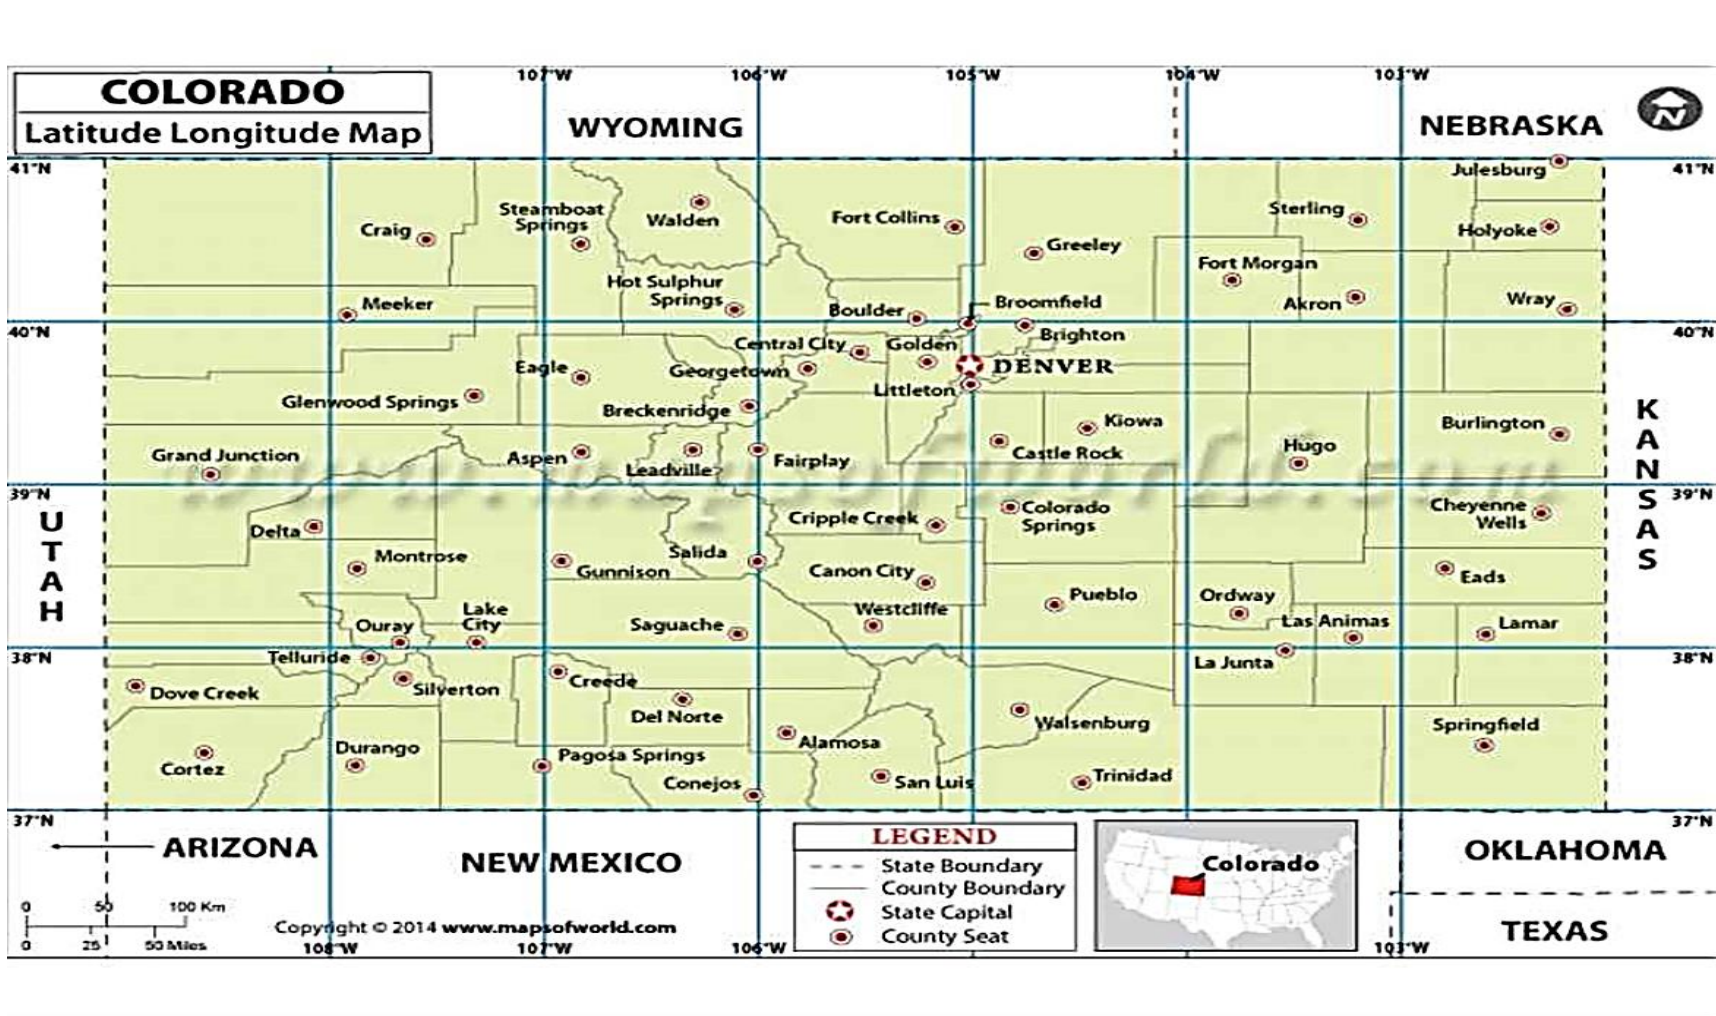 107°W 106°W 105°W 104°W 103°W
COLORADO
Latitude Longitude Map
WYOMING
NEBRASKA
N
41°N
41°N
Julesburg
Steamboat
Springs
Walden
Fort Collins
Sterling
Craig
Holyoke
Greeley
Fort Morgan
Hot Sulphur
Springs
Meeker
Boulder
Broomfield
Akron
Wray
40°N
40°N
Central City
Golden
Brighton
Eagle
Georgetown
DENVER
Littleton
Glenwood Springs
Breckenridge
Kiowa
Burlington
KANSAS
Grand Junction
Aspen
Leadville
Fairplay
Castle Rock
Hugo
www.mapsofworld.com
39°N
39°N
UTAH
Delta
Cripple Creek
Colorado
Springs
Cheyenne
Wells
Montrose
Salida
Gunnison
Canon City
Eads
Lake
City
Westcliffe
Pueblo
Ordway
Ouray
Saguache
Las Animas
Lamar
38°N
38°N
Telluride
La Junta
Dove Creek
Silverton
Creede
Del Norte
Walsenburg
Springfield
Durango
Alamosa
Cortez
Pagosa Springs
Conejos
San Luis
Trinidad
37°N
37°N
ARIZONA
NEW MEXICO
LEGEND
State Boundary
County Boundary
State Capital
County Seat
Colorado
OKLAHOMA
TEXAS
0 50 100 Km
0 25 50 Miles
Copyright © 2014 www.mapsofworld.com
108°W 107°W 106°W 103°W